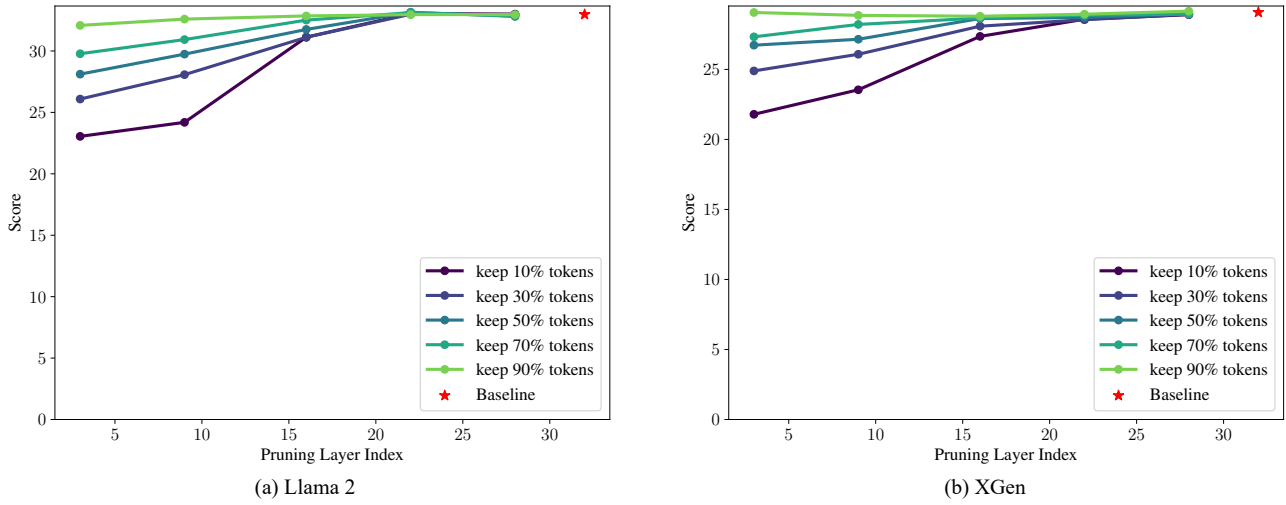 Score
30
25
20
15
10
5
0
5 10 15 20 25 30
Pruning Layer Index
keep 10% tokens
keep 30% tokens
keep 50% tokens
keep 70% tokens
keep 90% tokens
Baseline
(a) Llama 2
Score
25
20
15
10
5
0
5 10 15 20 25 30
Pruning Layer Index
keep 10% tokens
keep 30% tokens
keep 50% tokens
keep 70% tokens
keep 90% tokens
Baseline
(b) XGen